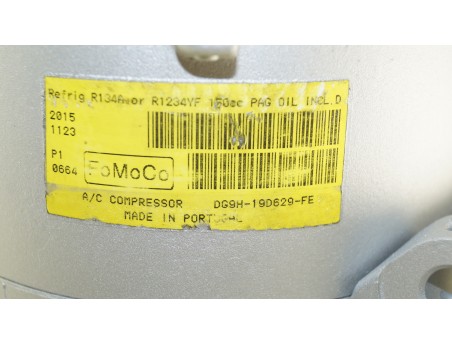 Refrig R134A or R1234YF 150cc PAG OIL INCL.D
2015
1123
P1
0664
FoMoCo
A/C COMPRESSOR DG9H-19D629-FE
MADE IN PORTUGAL